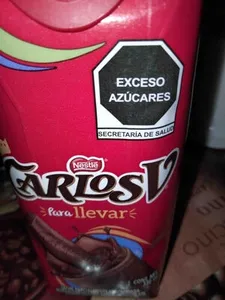 EXCESO
AZÚCARES
SECRETARÍA DE SALUD
Nestlé
CARLOS V
para llevar